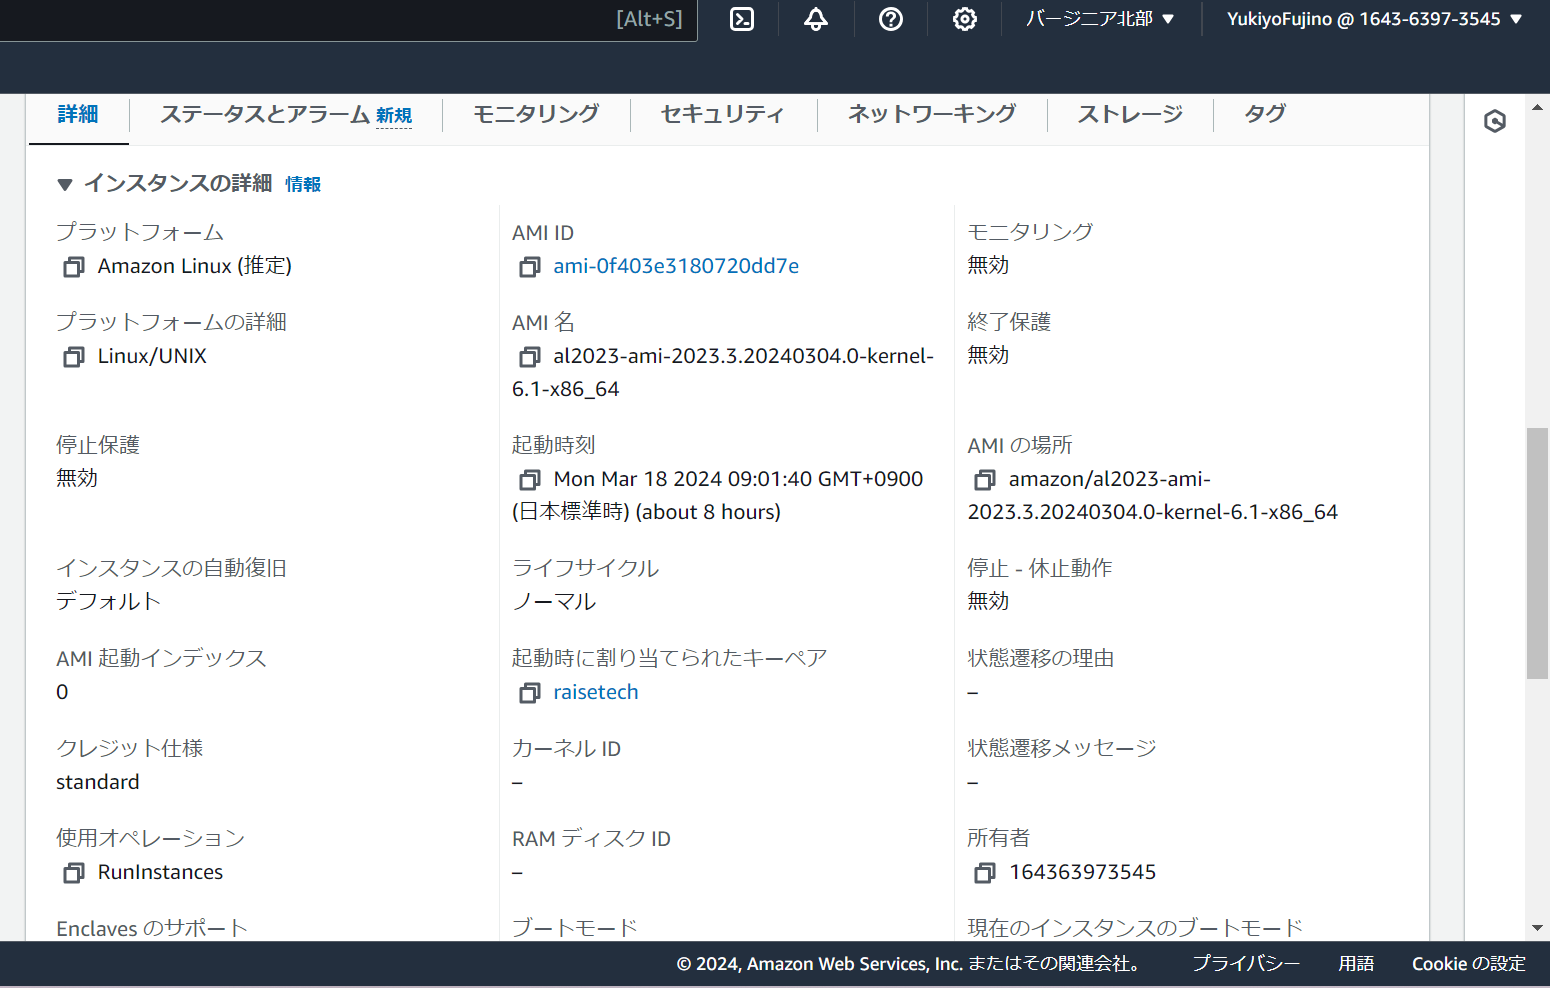 [Alt+S]
バージニア北部 ▼
YukiyoFujino @ 1643-6397-3545 ▼
詳細
ステータスとアラーム 新規
モニタリング
セキュリティ
ネットワーキング
ストレージ
タグ
▼ インスタンスの詳細 情報
プラットフォーム
Amazon Linux (推定)
AMI ID
ami-0f403e3180720dd7e
モニタリング
無効
プラットフォームの詳細
Linux/UNIX
AMI 名
al2023-ami-2023.3.20240304.0-kernel-
6.1-x86_64
終了保護
無効
停止保護
無効
起動時刻
Mon Mar 18 2024 09:01:40 GMT+0900
(日本標準時) (about 8 hours)
AMI の場所
amazon/al2023-ami-
2023.3.20240304.0-kernel-6.1-x86_64
インスタンスの自動復旧
デフォルト
ライフサイクル
ノーマル
停止 - 休止動作
無効
AMI 起動インデックス
0
起動時に割り当てられたキーペア
raisetech
状態遷移の理由
–
クレジット仕様
standard
カーネル ID
–
状態遷移メッセージ
–
使用オペレーション
RunInstances
RAM ディスク ID
–
所有者
164363973545
Enclaves のサポート
ブートモード
現在のインスタンスのブートモード
© 2024, Amazon Web Services, Inc. またはその関連会社。
プライバシー
用語
Cookie の設定